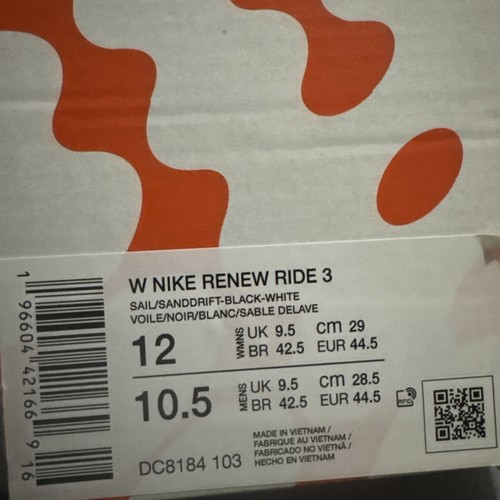 W NIKE RENEW RIDE 3
SAIL/SANDDRIFT-BLACK-WHITE
VOILE/NOIR/BLANC/SABLE DELAVE
12 WMNS UK 9.5 cm 29
BR 42.5 EUR 44.5
10.5 MENS UK 9.5 cm 28.5
BR 42.5 EUR 44.5
RFID
MADE IN VIETNAM /
FABRIQUE AU VIETNAM /
FABRICADO NO VIETNÃ /
HECHO EN VIETNAM
DC8184 103
1 96604 42166 9 16